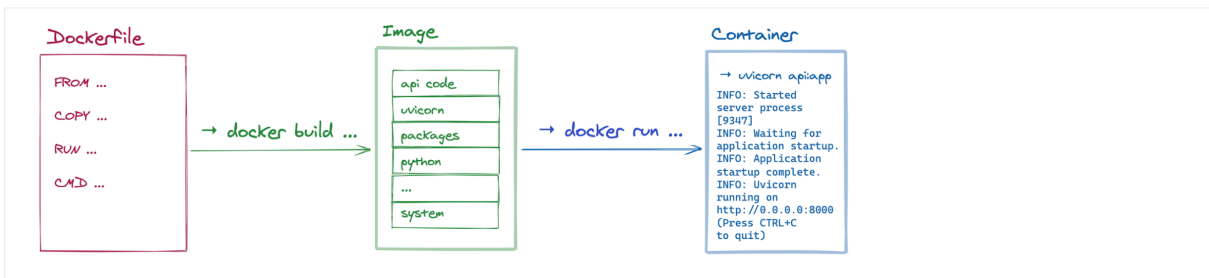 Dockerfile
FROM ...
COPY ...
RUN ...
CMD ...
→ docker build ...
Image
api code
uvicorn
packages
python
...
system
→ docker run ...
Container
→ uvicorn api:app
INFO: Started
server process
[9347]
INFO: Waiting for
application startup.
INFO: Application
startup complete.
INFO: Uvicorn
running on
http://0.0.0.0:8000
(Press CTRL+C
to quit)